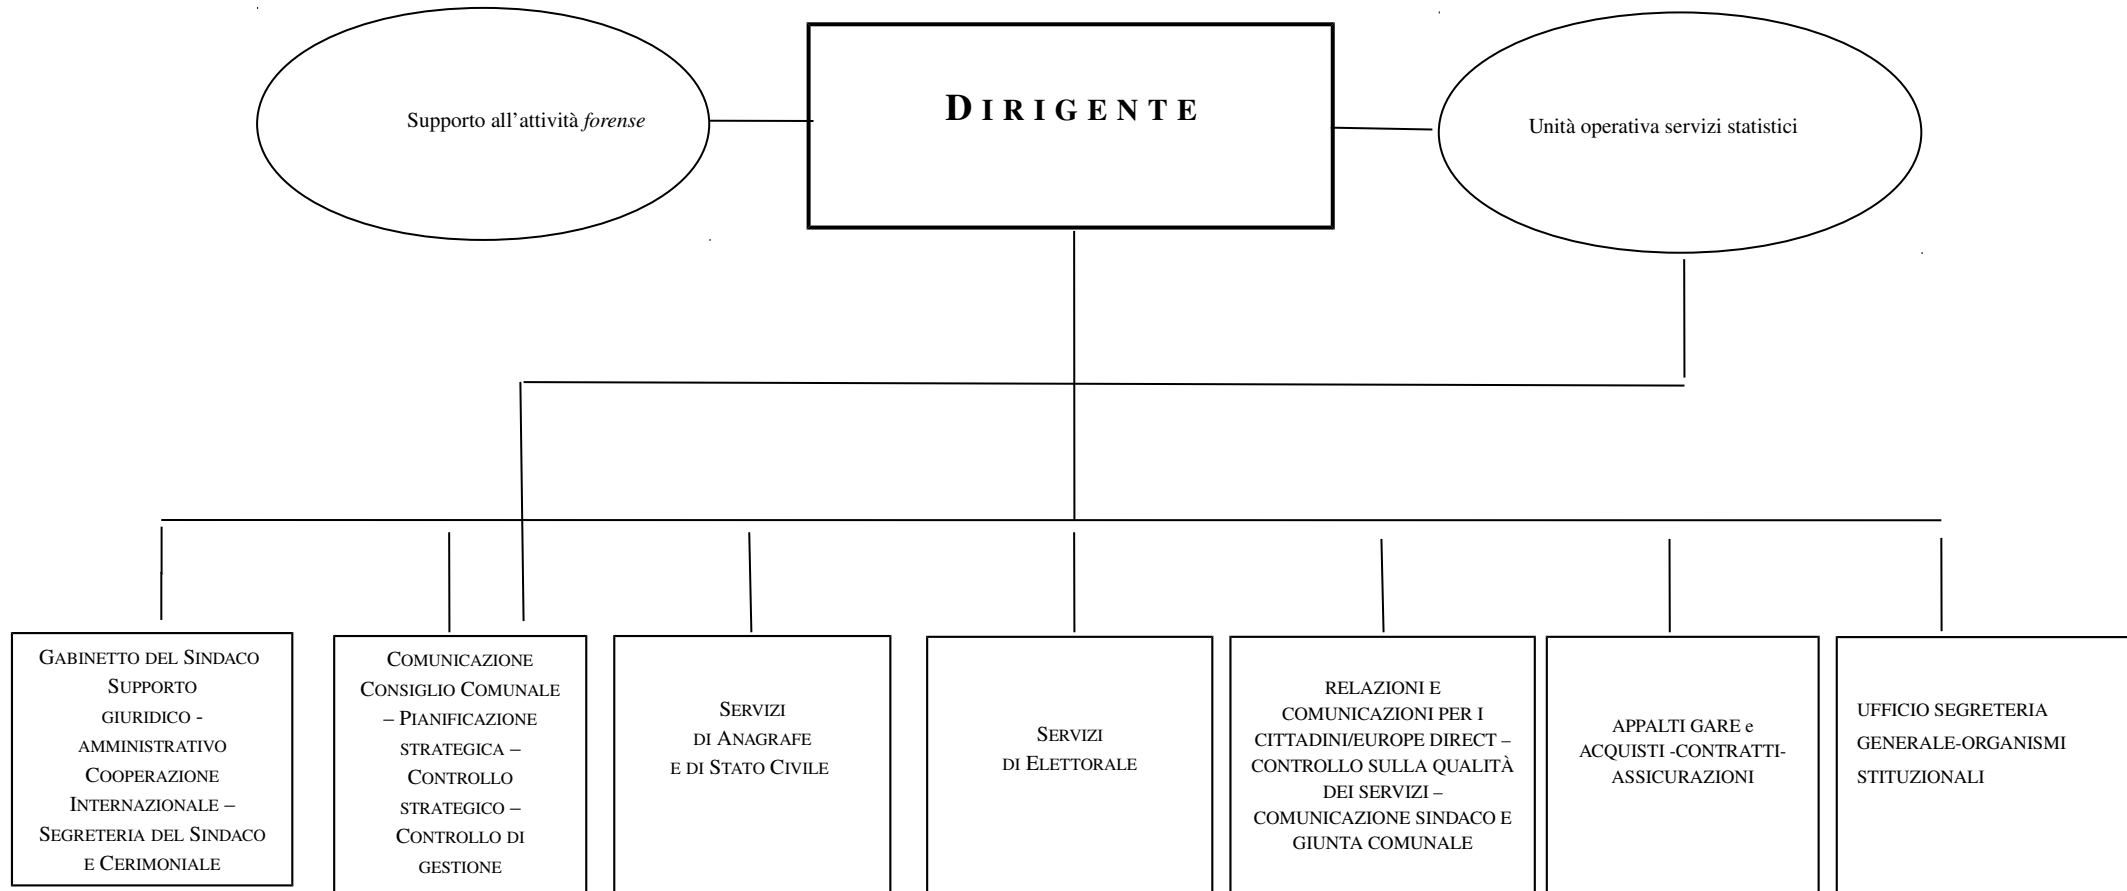 Supporto all’attività forense
DIRIGENTE
Unità operativa servizi statistici
GABINETTO DEL SINDACO
SUPPORTO
GIURIDICO -
AMMINISTRATIVO
COOPERAZIONE
INTERNAZIONALE –
SEGRETERIA DEL SINDACO
E CERIMONIALE
COMUNICAZIONE
CONSIGLIO COMUNALE
– PIANIFICAZIONE
STRATEGICA –
CONTROLLO
STRATEGICO –
CONTROLLO DI
GESTIONE
SERVIZI
DI ANAGRAFE
E DI STATO CIVILE
SERVIZI
DI ELETTORALE
RELAZIONI E
COMUNICAZIONI PER I
CITTADINI/EUROPE DIRECT –
CONTROLLO SULLA QUALITÀ
DEI SERVIZI –
COMUNICAZIONE SINDACO E
GIUNTA COMUNALE
APPALTI GARE e
ACQUISTI -CONTRATTI-
ASSICURAZIONI
UFFICIO SEGRETERIA
GENERALE-ORGANISMI
STITUZIONALI